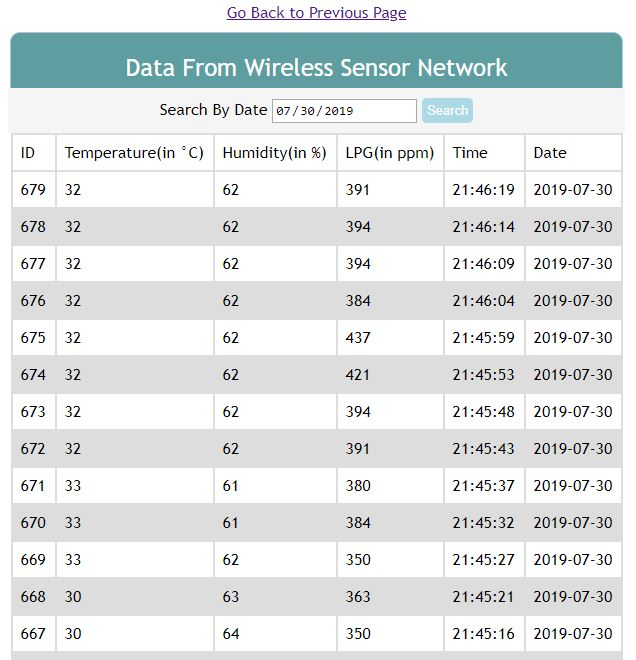 Go Back to Previous Page
Data From Wireless Sensor Network
Search By Date 07/30/2019 Search
ID Temperature(in °C) Humidity(in %) LPG(in ppm) Time Date
679 32 62 391 21:46:19 2019-07-30
678 32 62 394 21:46:14 2019-07-30
677 32 62 394 21:46:09 2019-07-30
676 32 62 384 21:46:04 2019-07-30
675 32 62 437 21:45:59 2019-07-30
674 32 62 421 21:45:53 2019-07-30
673 32 62 394 21:45:48 2019-07-30
672 32 62 391 21:45:43 2019-07-30
671 33 61 380 21:45:37 2019-07-30
670 33 61 384 21:45:32 2019-07-30
669 33 62 350 21:45:27 2019-07-30
668 30 63 363 21:45:21 2019-07-30
667 30 64 350 21:45:16 2019-07-30